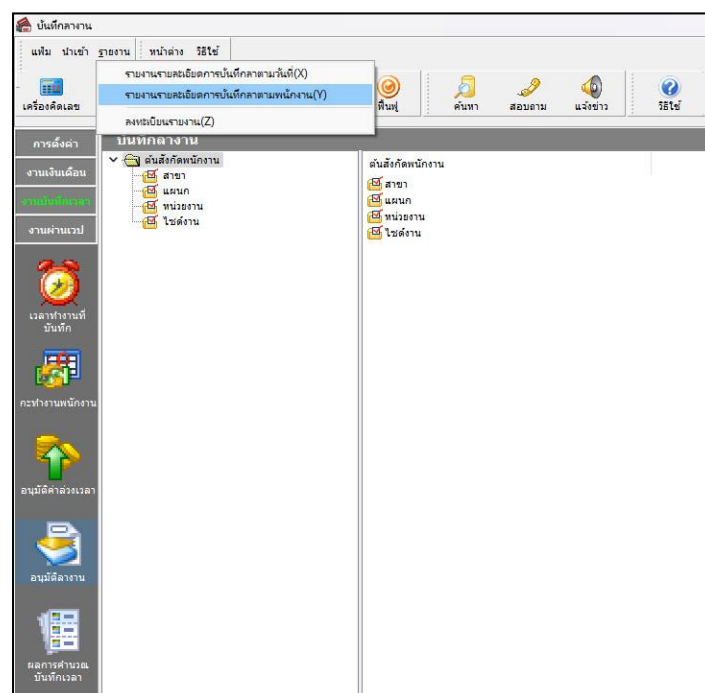 บันทึกลางาน
แฟ้ม นำเข้า รายงาน หน้าต่าง วิธีใช้
รายงานรายละเอียดการบันทึกลาตามวันที่(X)
รายงานรายละเอียดการบันทึกลาตามพนักงาน(Y)
ลงทะเบียนรายงาน(Z)
เครื่องคิดเลข ฟื้นฟู ค้นหา สอบถาม แจ้งข่าว วิธีใช้
การตั้งค่า
งานเงินเดือน
งานบันทึกเวลา
งานผ่านเวป
บันทึกลางาน
ต้นสังกัดพนักงาน
สาขา
แผนก
หน่วยงาน
ไซด์งาน
ต้นสังกัดพนักงาน
สาขา
แผนก
หน่วยงาน
ไซด์งาน
เวลาทำงานที่
บันทึก
กะทำงานพนักงาน
อนุมัติค่าล่วงเวลา
อนุมัติลางาน
ผลการคำนวณ
บันทึกเวลา